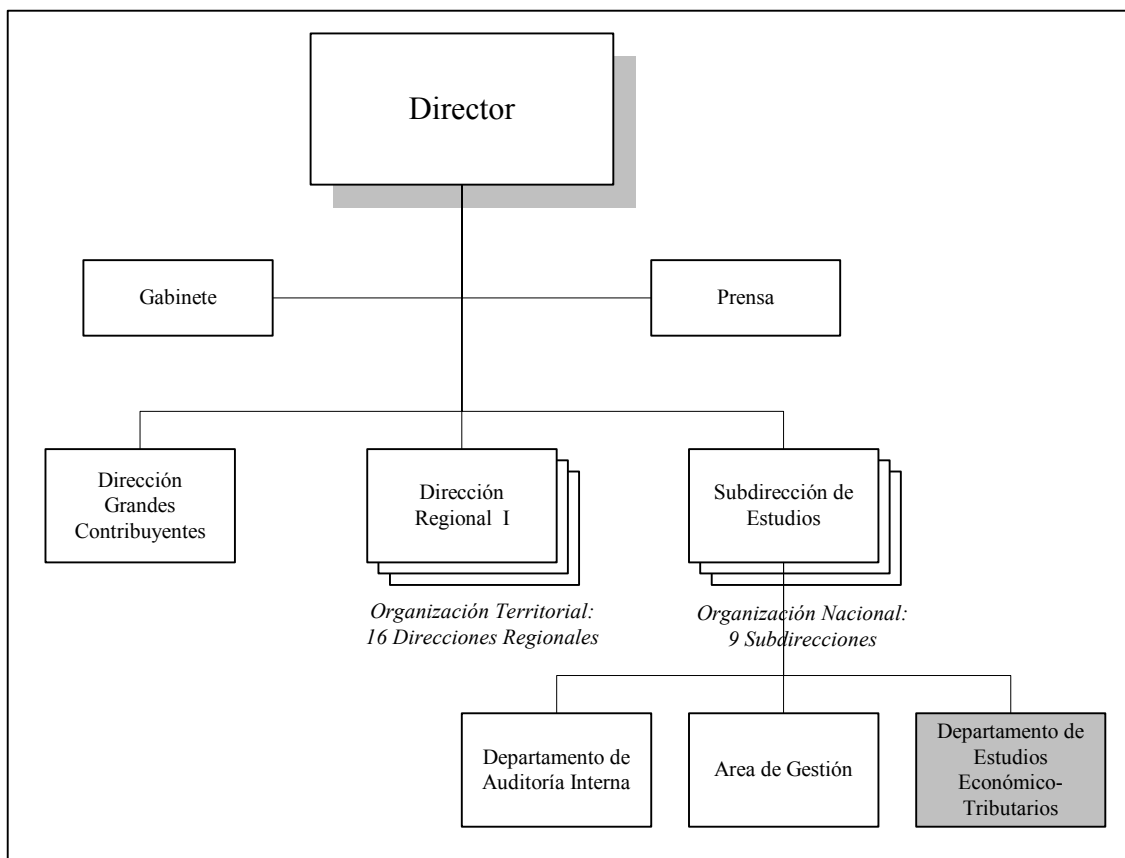 Director
Gabinete
Prensa
Dirección
Grandes
Contribuyentes
Dirección
Regional I
Subdirección de
Estudios
Organización Territorial:
16 Direcciones Regionales
Organización Nacional:
9 Subdirecciones
Departamento de
Auditoría Interna
Area de Gestión
Departamento de
Estudios
Económico-
Tributarios